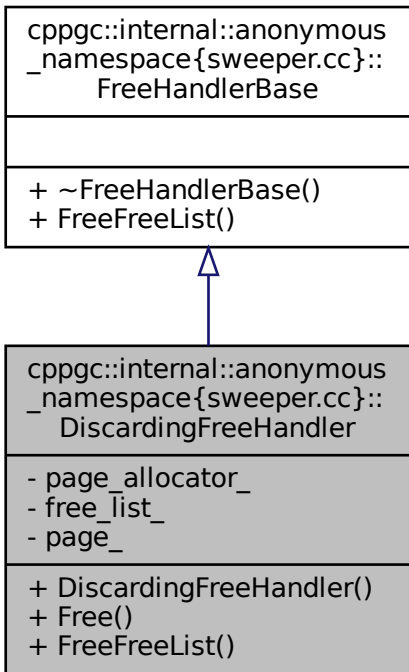 cppgc::internal::anonymous
_namespace{sweeper.cc}::
FreeHandlerBase
+ ~FreeHandlerBase()
+ FreeFreeList()
cppgc::internal::anonymous
_namespace{sweeper.cc}::
DiscardingFreeHandler
- page_allocator_
- free_list_
- page_
+ DiscardingFreeHandler()
+ Free()
+ FreeFreeList()